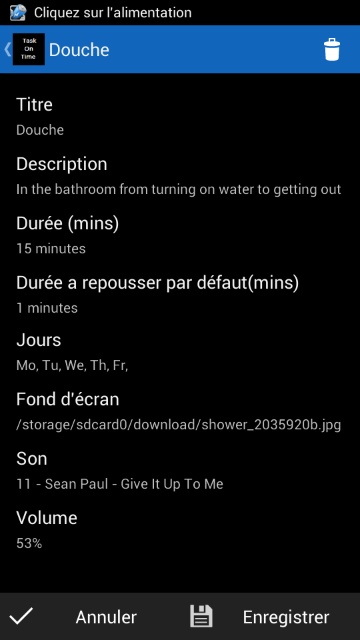 Cliquez sur l'alimentation
Task
On
Time
Douche
Titre
Douche
Description
In the bathroom from turning on water to getting out
Durée (mins)
15 minutes
Durée a repousser par défaut(mins)
1 minutes
Jours
Mo, Tu, We, Th, Fr,
Fond d'écran
/storage/sdcard0/download/shower_2035920b.jpg
Son
11 - Sean Paul - Give It Up To Me
Volume
53%
Annuler
Enregistrer